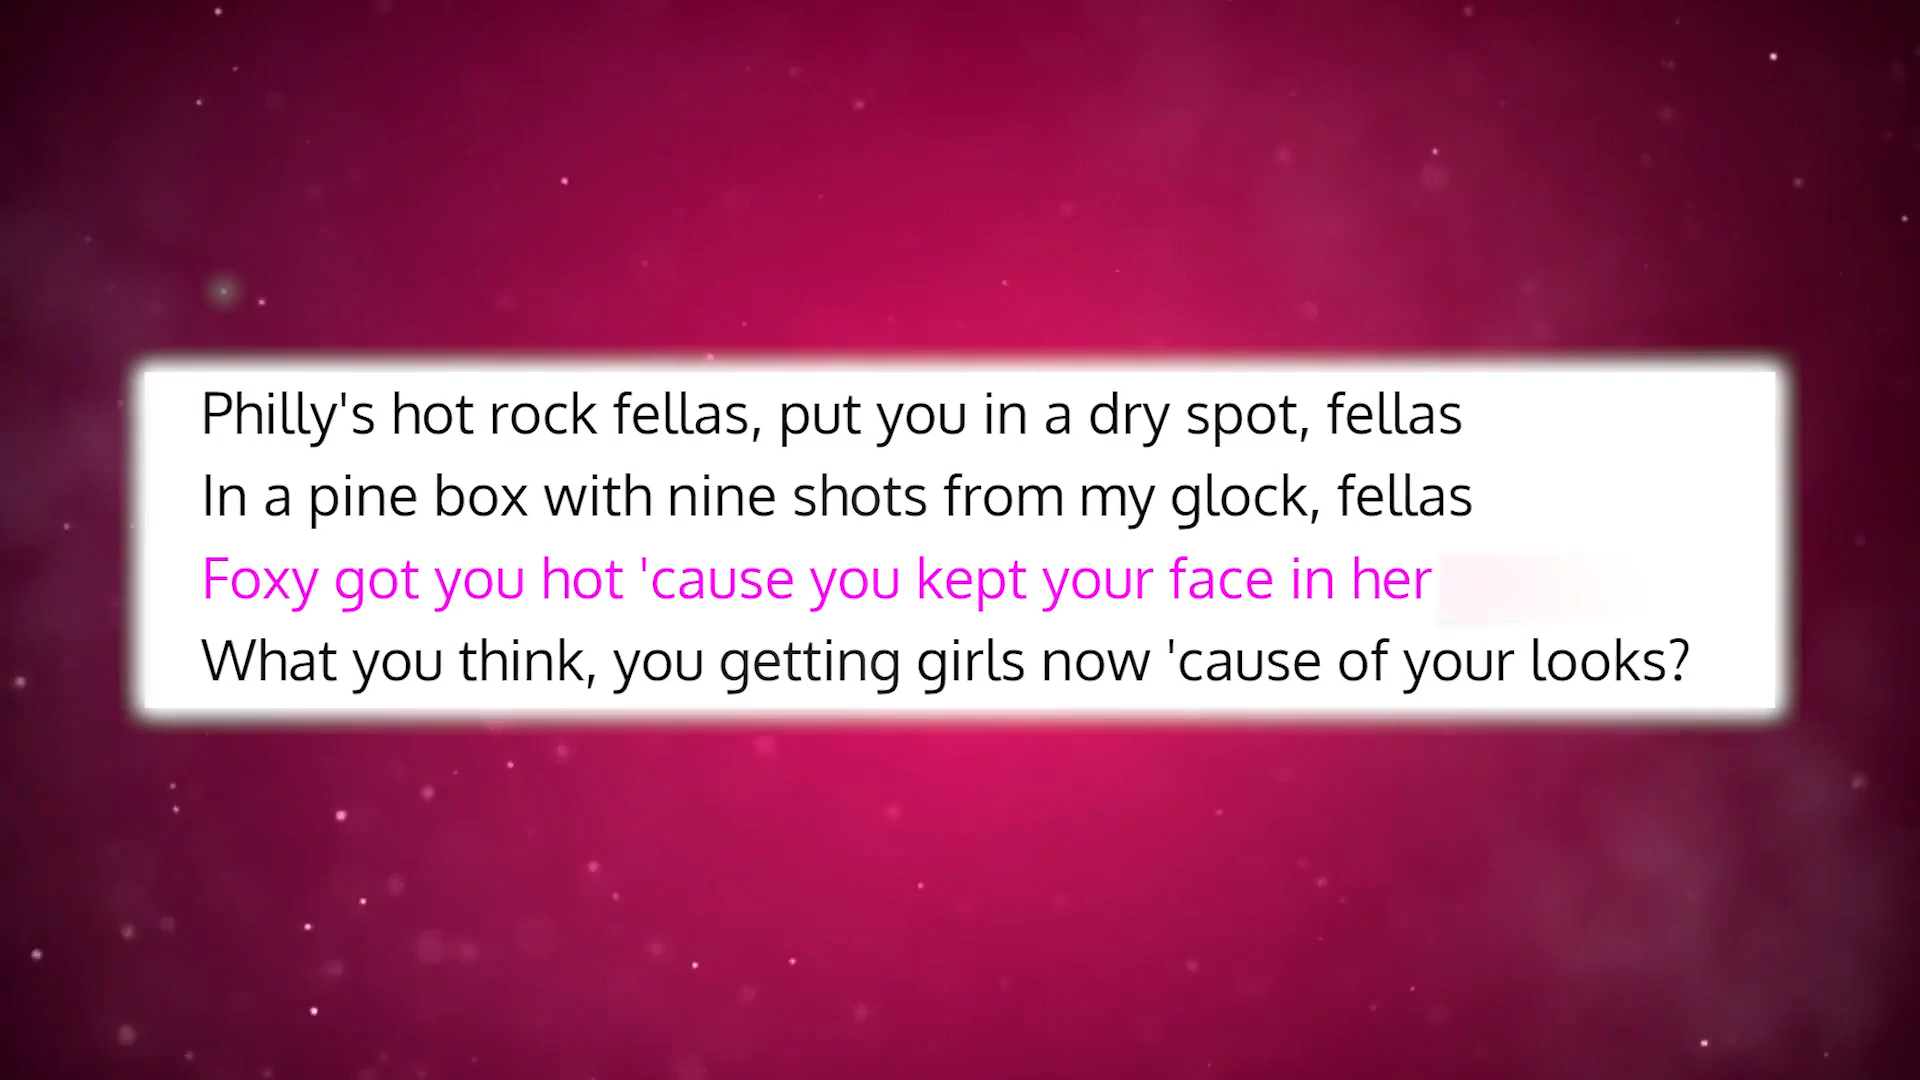 Philly's hot rock fellas, put you in a dry spot, fellas
In a pine box with nine shots from my glock, fellas
Foxy got you hot 'cause you kept your face in her
What you think, you getting girls now 'cause of your looks?